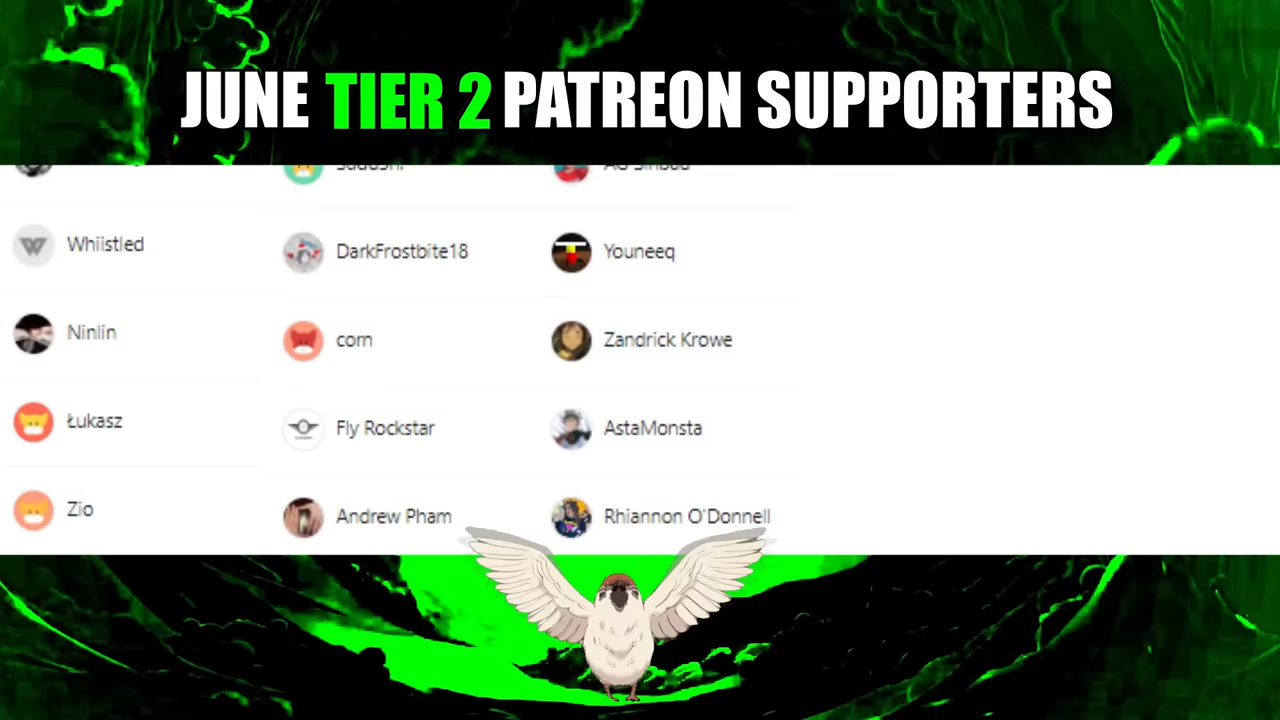 JUNE TIER 2 PATREON SUPPORTERS
Whiistled
Ninlin
Łukasz
Zio
DarkFrostbite18
corn
Fly Rockstar
Andrew Pham
Youneeq
Zandrick Krowe
AstaMonsta
Rhiannon O'Donnell